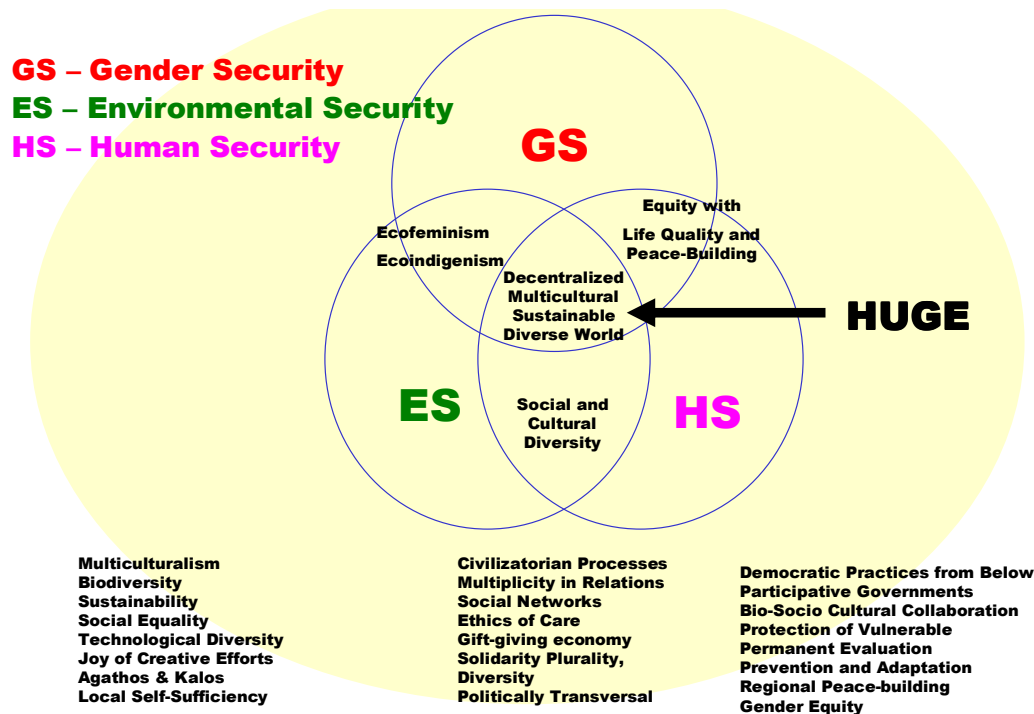 GS – Gender Security
ES – Environmental Security
HS – Human Security
GS
Equity with
Life Quality and
Peace-Building
Ecofeminism
Ecoindigenism
Decentralized
Multicultural
Sustainable
Diverse World
HUGE
ES
Social and
Cultural
Diversity
HS
Multiculturalism
Biodiversity
Sustainability
Social Equality
Technological Diversity
Joy of Creative Efforts
Agathos & Kalos
Local Self-Sufficiency
Civilizatorian Processes
Multiplicity in Relations
Social Networks
Ethics of Care
Gift-giving economy
Solidarity Plurality,
Diversity
Politically Transversal
Democratic Practices from Below
Participative Governments
Bio-Socio Cultural Collaboration
Protection of Vulnerable
Permanent Evaluation
Prevention and Adaptation
Regional Peace-building
Gender Equity